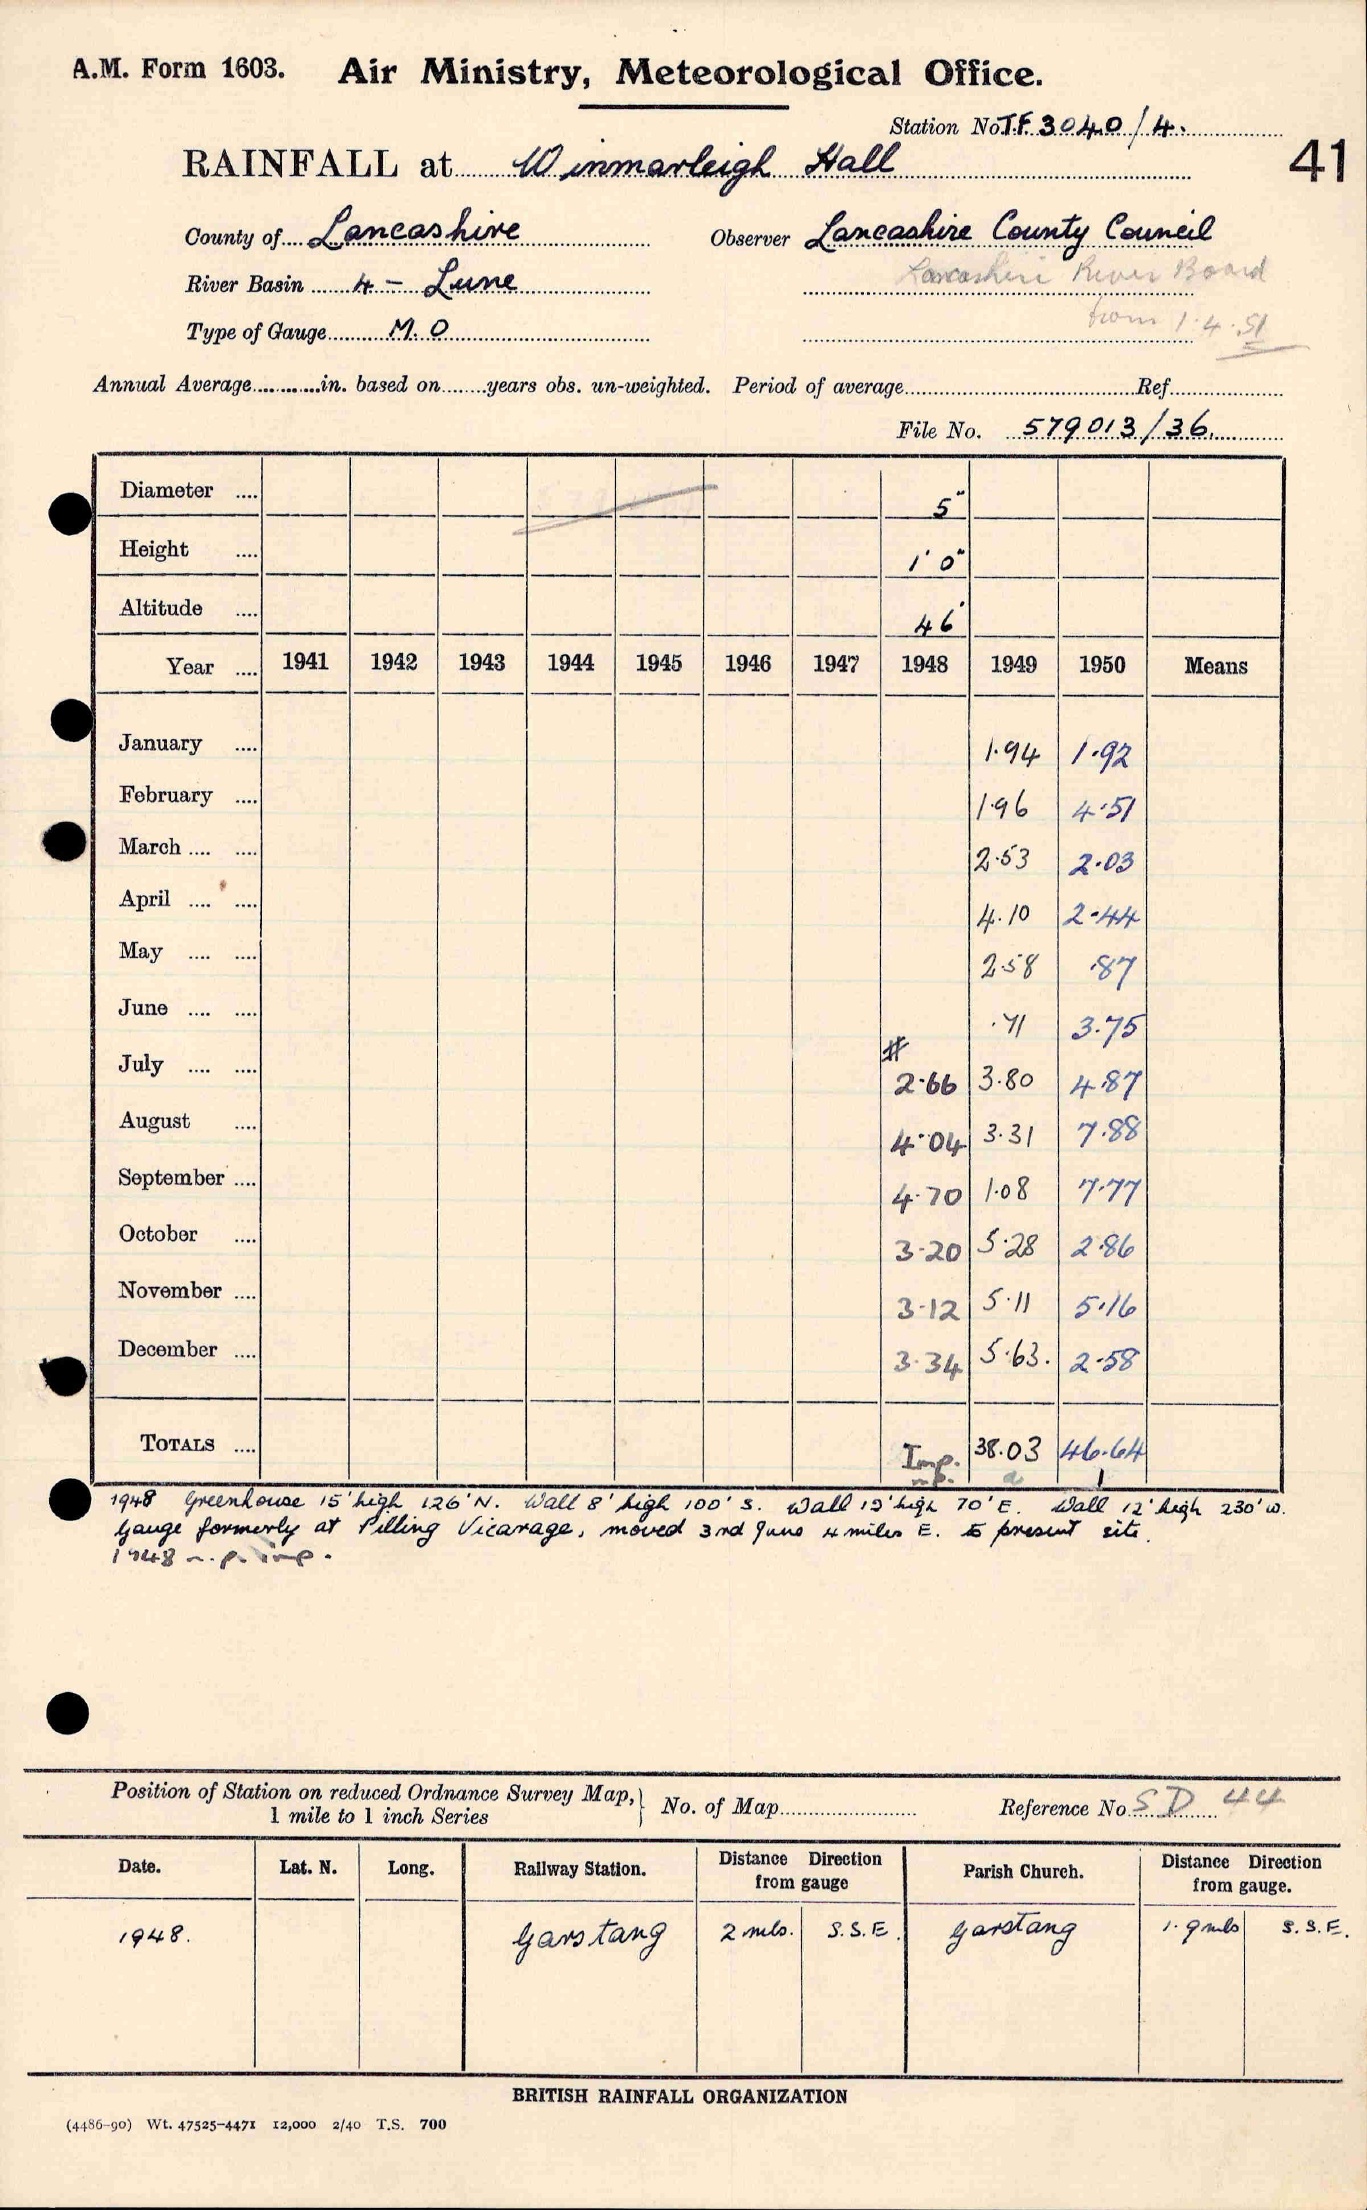 A.M. Form 1603. Air Ministry, Meteorological Office.
Station No. T.F. 3040/4.
41
RAINFALL at Winmarleigh Hall
County of Lancashire Observer Lancashire County Council
River Basin 4 - Lune Lancashire River Board
Type of Gauge M.O from 1.4.51
Annual Average in. based on years obs. un-weighted. Period of average Ref
File No. 579013/36.
Diameter 5"
Height 1' 0"
Altitude 46'
Year 1941 1942 1943 1944 1945 1946 1947 1948 1949 1950 Means
January 1.94 1.92
February 1.96 4.51
March 2.53 2.03
April 4.10 2.44
May 2.58 .87
June .71 3.75
#
July 2.66 3.80 4.87
August 4.04 3.31 7.88
September 4.70 1.08 7.77
October 3.20 5.28 2.86
November 3.12 5.11 5.16
December 3.34 5.63. 2.58
TOTALS Imp. 38.03 46.64
n.p. a 1
1948 Greenhouse 15' high 126' N. Wall 8' high 100' S. Wall high 70' E. Wall 12' high 230' W.
Gauge formerly at Pilling Vicarage, moved 3rd June 4 miles E. to present site.
1948 n.p. imp.
Position of Station on reduced Ordnance Survey Map, 1 mile to 1 inch Series } No. of Map Reference No SD 44
Date. Lat. N. Long. Railway Station. Distance Direction from gauge Parish Church. Distance Direction from gauge.
1948. Garstang 2 mls. S.S.E. Garstang 1.9 mls S.S.E.
BRITISH RAINFALL ORGANIZATION
(4486-90) Wt. 47525-4471 12,000 2/40 T.S. 700